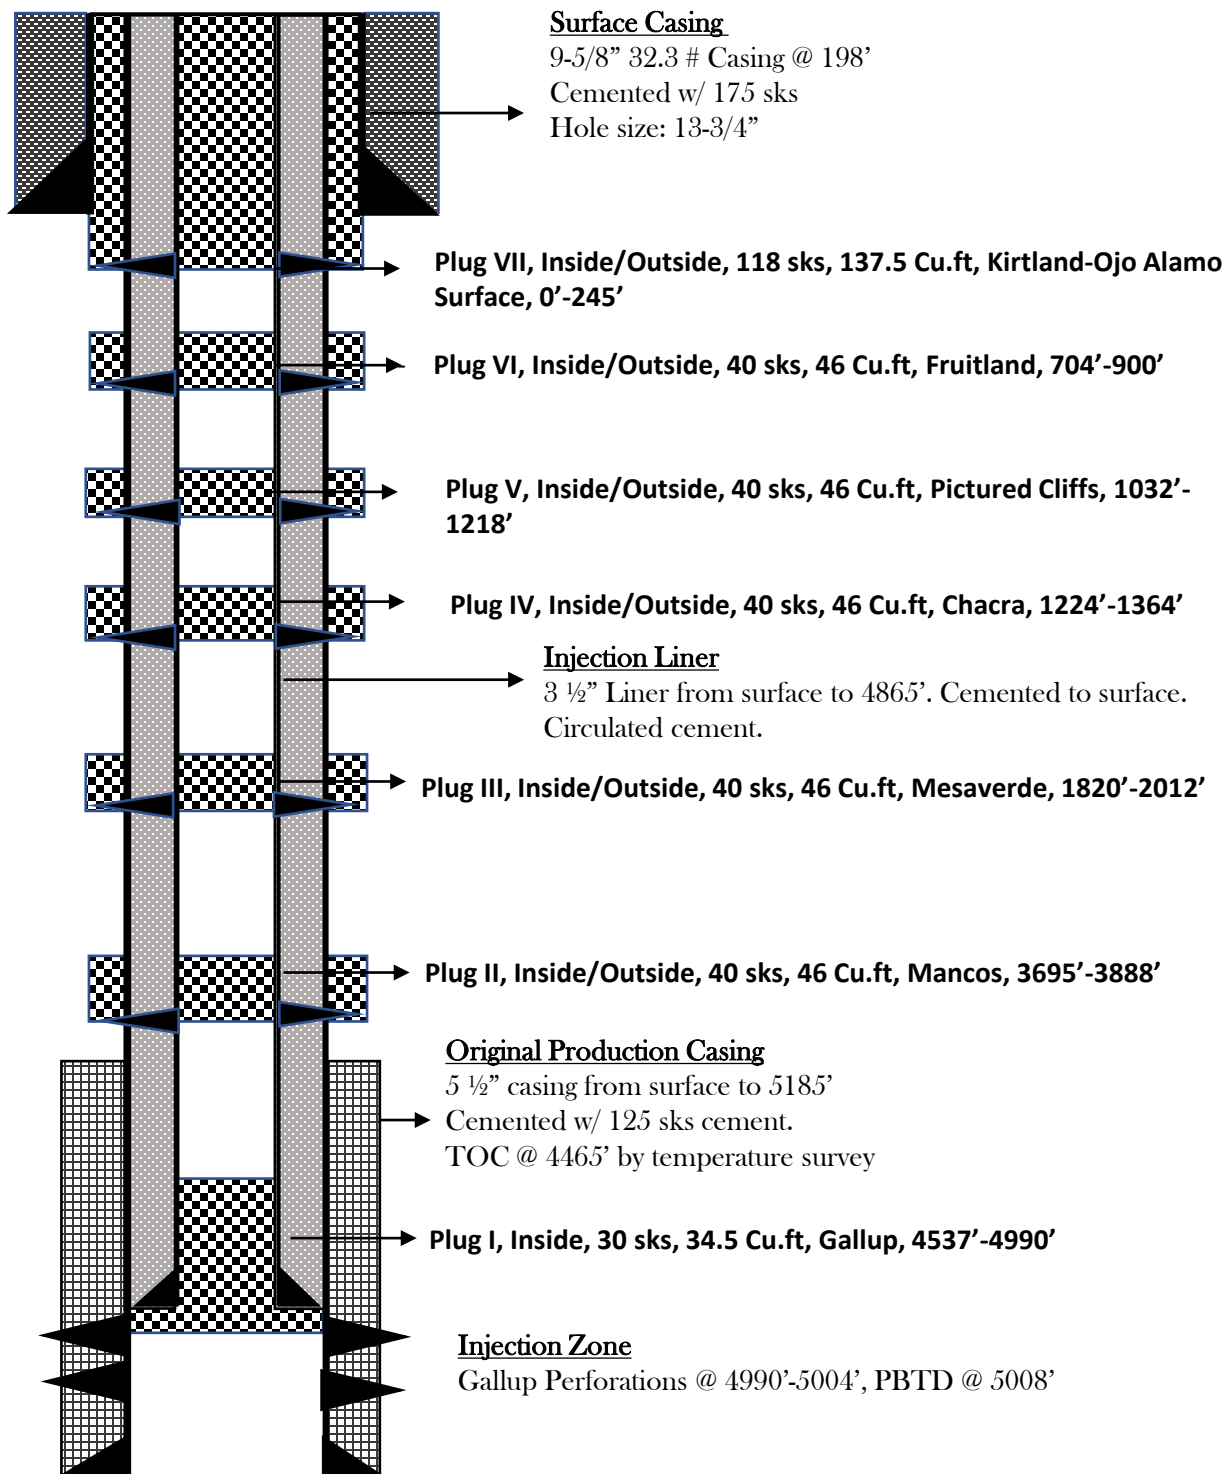 Surface Casing
9-5/8” 32.3 # Casing @ 198’
Cemented w/ 175 sks
Hole size: 13-3/4”
Plug VII, Inside/Outside, 118 sks, 137.5 Cu.ft, Kirtland-Ojo Alamo
Surface, 0’-245’
Plug VI, Inside/Outside, 40 sks, 46 Cu.ft, Fruitland, 704’-900’
Plug V, Inside/Outside, 40 sks, 46 Cu.ft, Pictured Cliffs, 1032’-
1218’
Plug IV, Inside/Outside, 40 sks, 46 Cu.ft, Chacra, 1224’-1364’
Injection Liner
3 ½” Liner from surface to 4865’. Cemented to surface.
Circulated cement.
Plug III, Inside/Outside, 40 sks, 46 Cu.ft, Mesaverde, 1820’-2012’
Plug II, Inside/Outside, 40 sks, 46 Cu.ft, Mancos, 3695’-3888’
Original Production Casing
5 ½” casing from surface to 5185’
Cemented w/ 125 sks cement.
TOC @ 4465’ by temperature survey
Plug I, Inside, 30 sks, 34.5 Cu.ft, Gallup, 4537’-4990’
Injection Zone
Gallup Perforations @ 4990’-5004’, PBTD @ 5008’